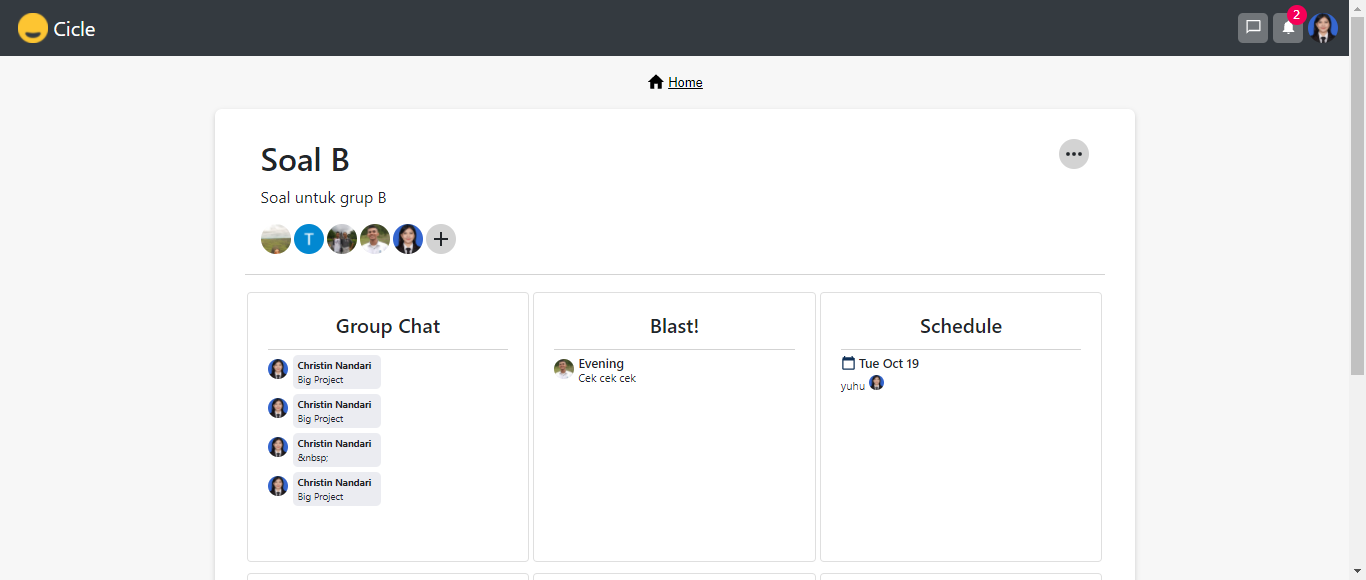 Cicle
2
Home
Soal B
Soal untuk grup B
T
Group Chat
Christin Nandari
Big Project
Christin Nandari
Big Project
Christin Nandari
&nbsp;
Christin Nandari
Big Project
Blast!
Evening
Cek cek cek
Schedule
Tue Oct 19
yuhu